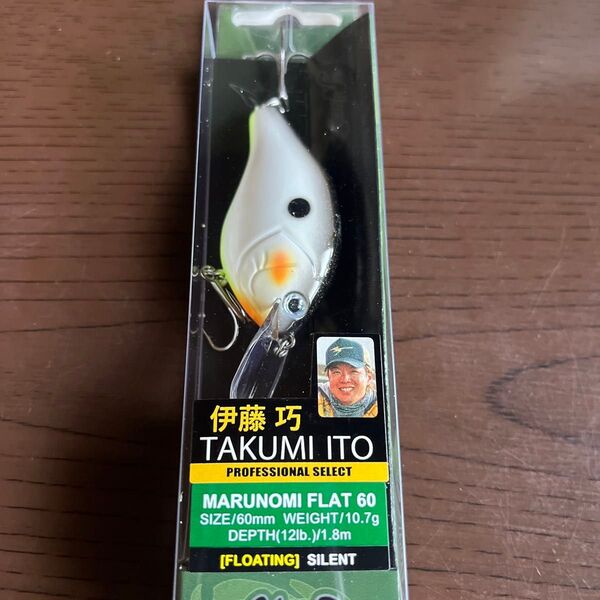 伊藤 巧
TAKUMI ITO
PROFESSIONAL SELECT
MARUNOMI FLAT 60
SIZE/60mm WEIGHT/10.7g
DEPTH(12lb.)/1.8m
[FLOATING] SILENT